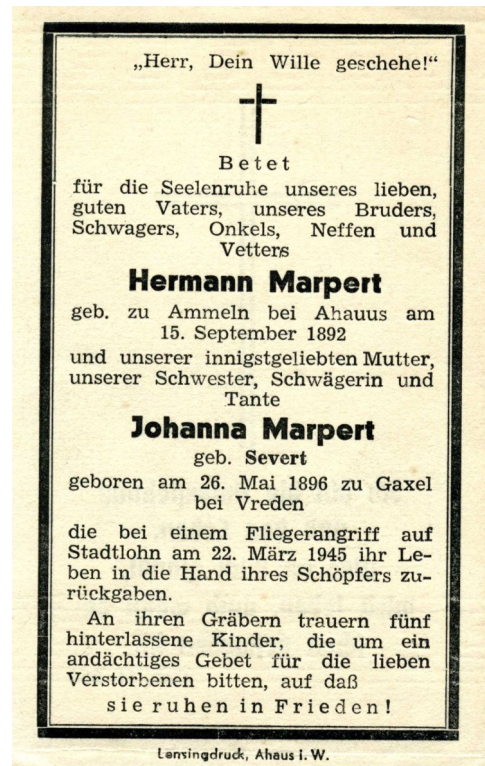 „Herr, Dein Wille geschehe!“
Betet
für die Seelenruhe unseres lieben,
guten Vaters, unseres Bruders,
Schwagers, Onkels, Neffen und
Vetters
Hermann Marpert
geb. zu Ammeln bei Ahauus am
15. September 1892
und unserer innigstgeliebten Mutter,
unserer Schwester, Schwägerin und
Tante
Johanna Marpert
geb. Severt
geboren am 26. Mai 1896 zu Gaxel
bei Vreden
die bei einem Fliegerangriff auf
Stadtlohn am 22. März 1945 ihr Le-
ben in die Hand ihres Schöpfers zu-
rückgaben.
An ihren Gräbern trauern fünf
hinterlassene Kinder, die um ein
andächtiges Gebet für die lieben
Verstorbenen bitten, auf daß
sie ruhen in Frieden!
Lensingdruck, Ahaus i. W.